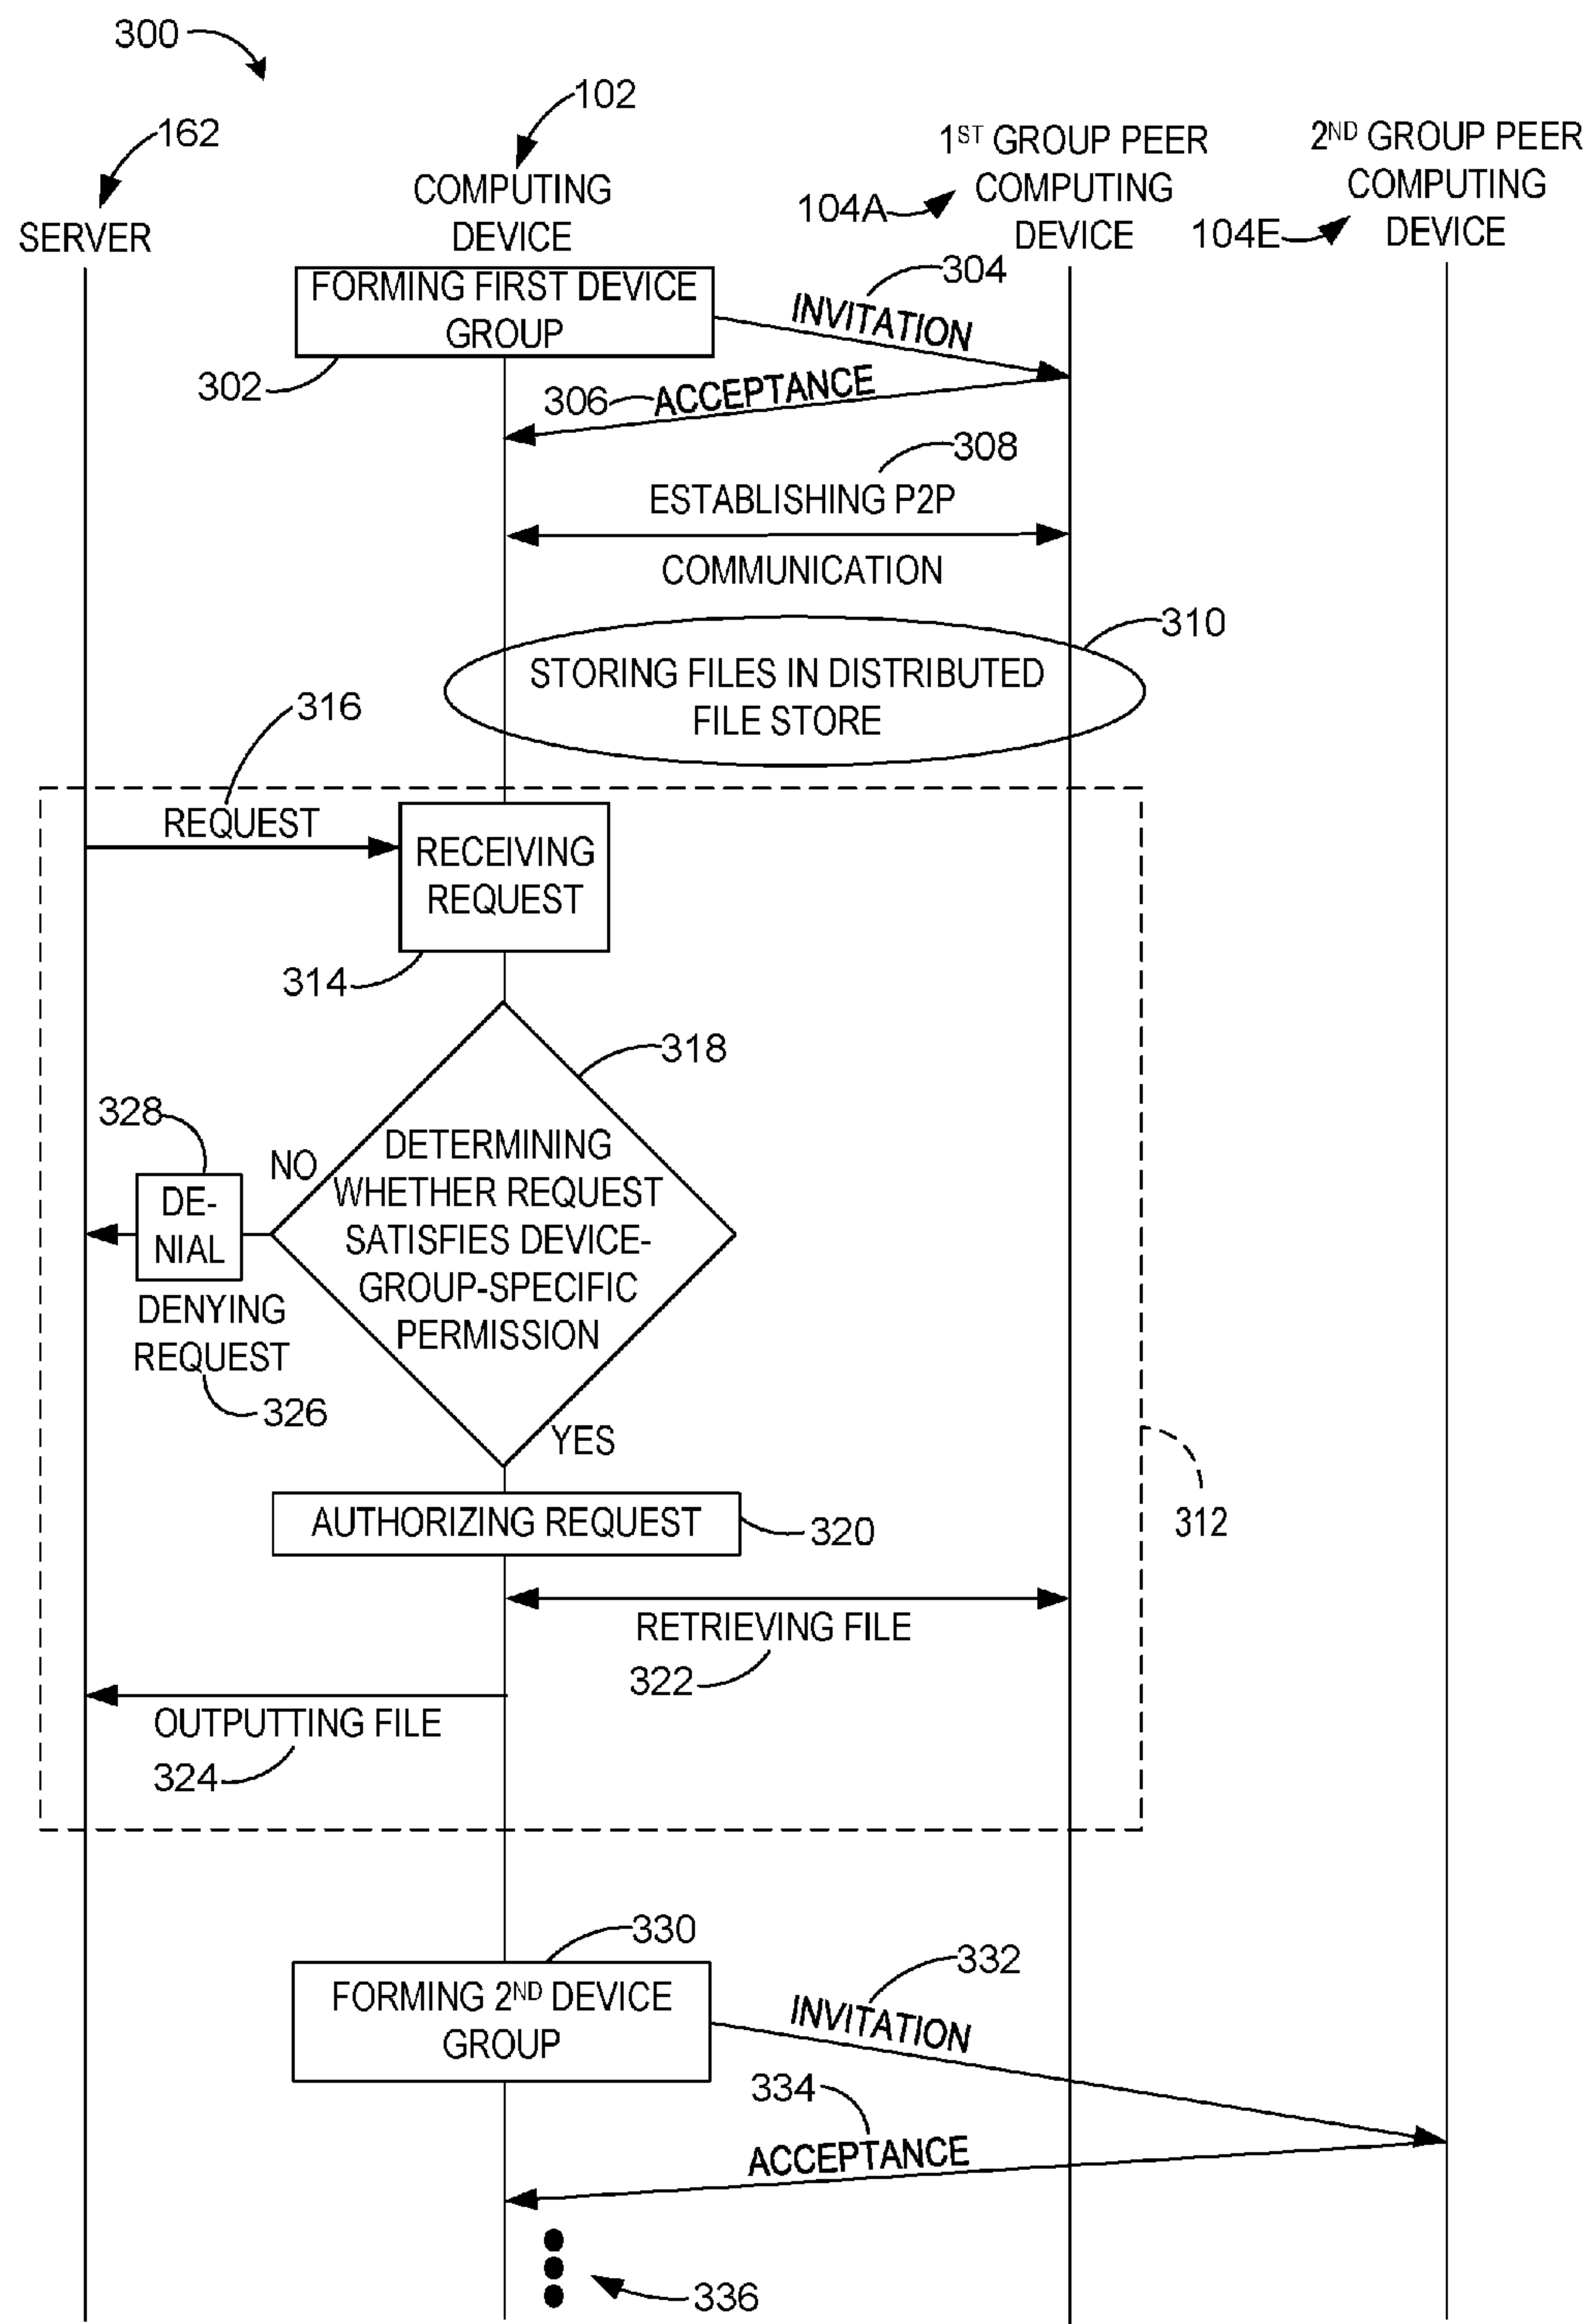 300
102
162
1ST GROUP PEER
COMPUTING
DEVICE
2ND GROUP PEER
COMPUTING
DEVICE
COMPUTING
DEVICE
104A
104E
SERVER
304
FORMING FIRST DEVICE
GROUP
INVITATION
302
306
ACCEPTANCE
308
ESTABLISHING P2P
COMMUNICATION
310
STORING FILES IN DISTRIBUTED
FILE STORE
316
REQUEST
RECEIVING
REQUEST
314
318
328
NO
DETERMINING
WHETHER REQUEST
SATISFIES DEVICE-
GROUP-SPECIFIC
PERMISSION
DE-
NIAL
DENYING
REQUEST
326
YES
AUTHORIZING REQUEST
320
312
RETRIEVING FILE
322
OUTPUTTING FILE
324
330
332
FORMING 2ND DEVICE
GROUP
INVITATION
334
ACCEPTANCE
336